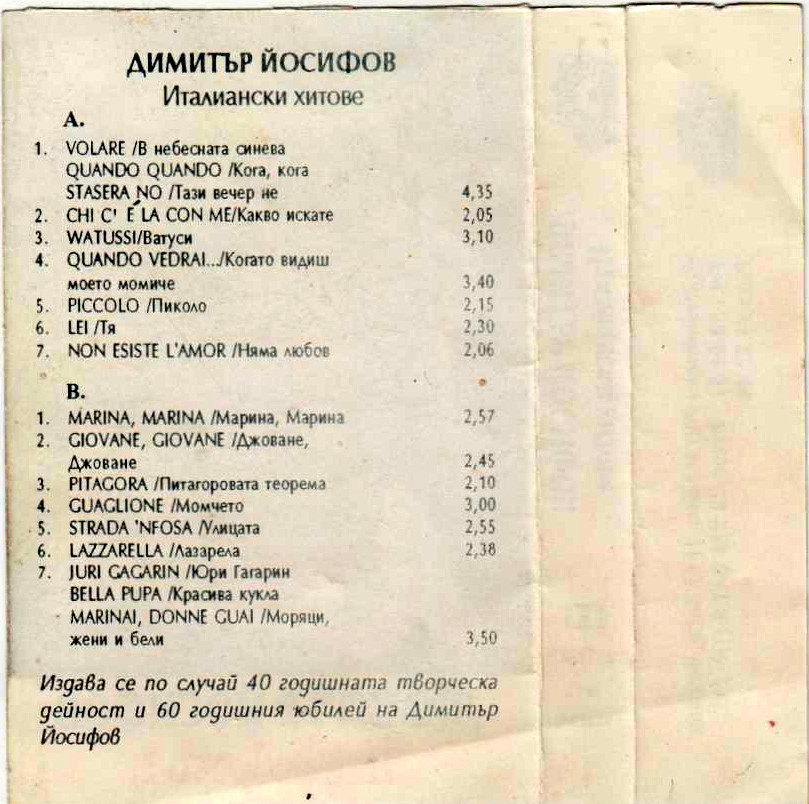 ДИМИТЪР ЙОСИФОВ
Италиански хитове
A.
1. VOLARE /В небесната синева
QUANDO QUANDO /Кога, кога
STASERA NO /Тази вечер не 4,35
2. CHI C' É LA CON ME/Какво искате 2,05
3. WATUSSI/Ватуси 3,10
4. QUANDO VEDRAI.../Когато видиш
моето момиче 3,40
5. PICCOLO /Пиколо 2,15
6. LEI /Тя 2,30
7. NON ESISTE L'AMOR /Няма любов 2,06
B.
1. MARINA, MARINA /Марина, Марина 2,57
2. GIOVANE, GIOVANE /Джоване,
Джоване 2,45
3. PITAGORA /Питагоровата теорема 2,10
4. GUAGLIONE /Момчето 3,00
5. STRADA 'NFOSA /Улицата 2,55
6. LAZZARELLA /Лазарела 2,38
7. JURI GAGARIN /Юри Гагарин
BELLA PUPA /Красива кукла
MARINAI, DONNE GUAI /Моряци,
жени и бели 3,50
Издава се по случай 40 годишната творческа
дейност и 60 годишния юбилей на Димитър
Йосифов